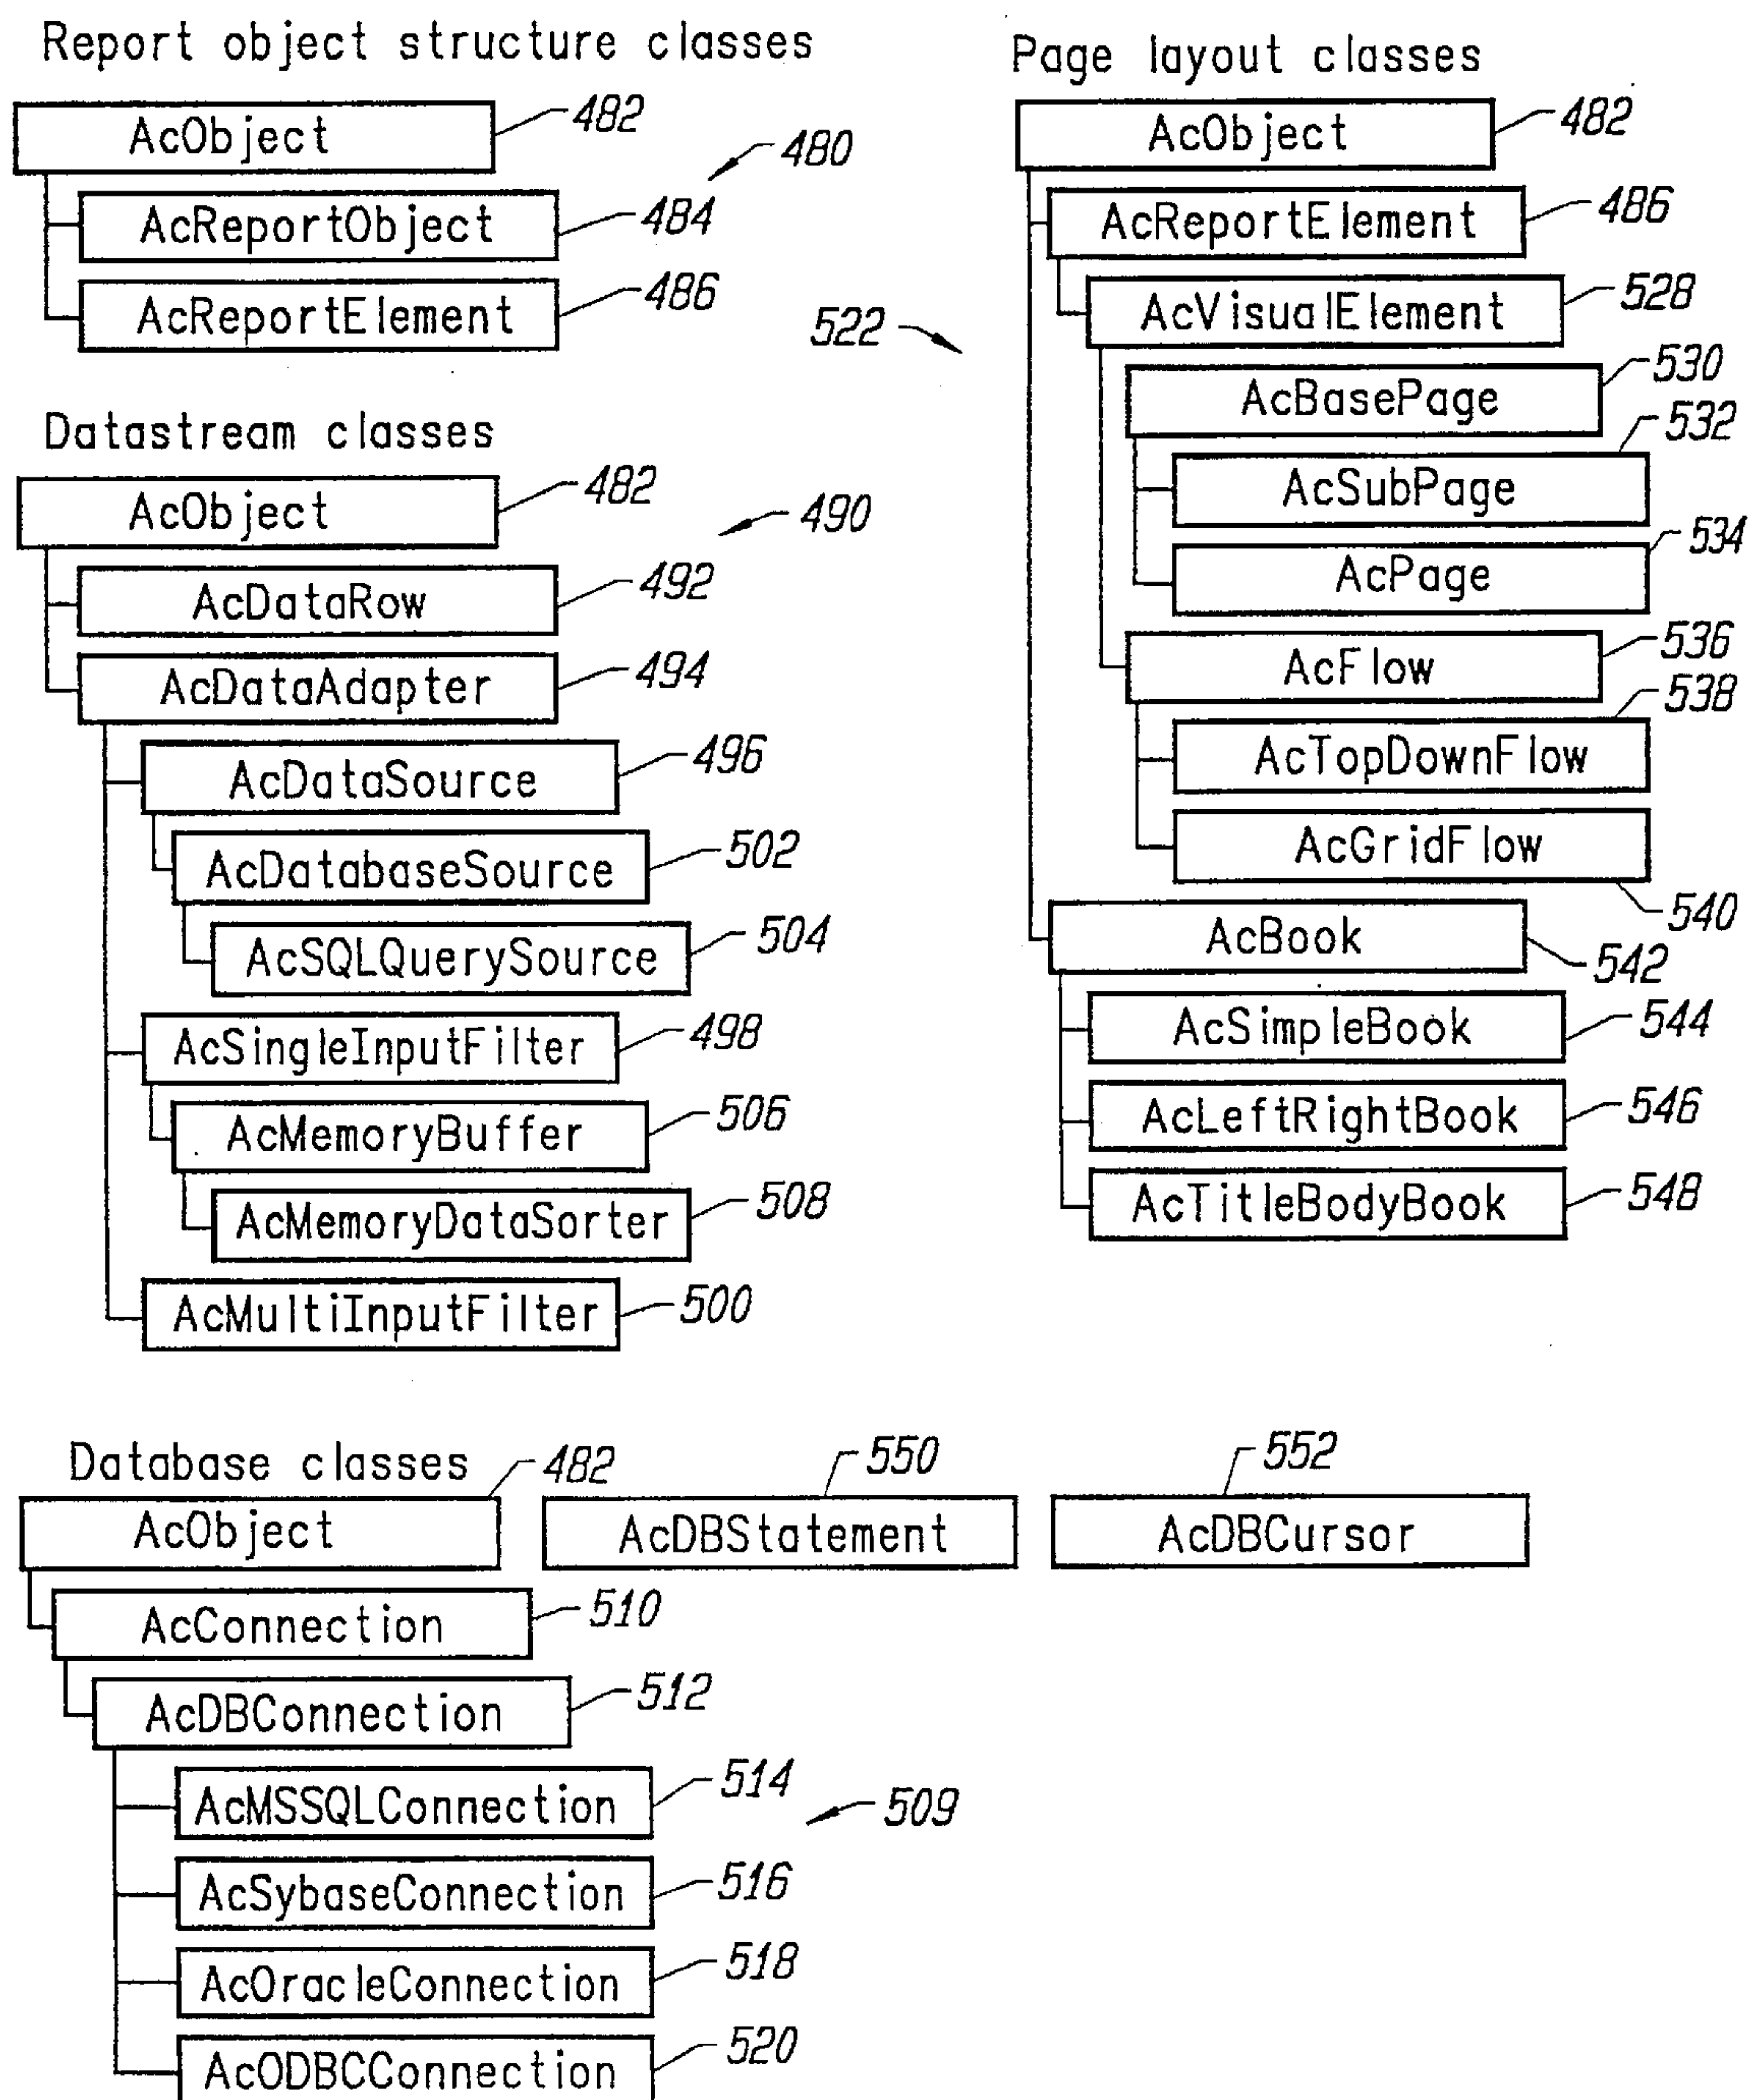 Report object structure classes
AcObject 482
480
AcReportObject 484
AcReportElement 486
Datastream classes
AcObject 482
490
AcDataRow 492
AcDataAdapter 494
AcDataSource 496
AcDatabaseSource 502
AcSQLQuerySource 504
AcSingleInputFilter 498
AcMemoryBuffer 506
AcMemoryDataSorter 508
AcMultiInputFilter 500
Page layout classes
AcObject 482
AcReportElement 486
AcVisualElement 528
522
AcBasePage 530
AcSubPage 532
AcPage 534
AcFlow 536
AcTopDownFlow 538
AcGridFlow 540
AcBook 542
AcSimpleBook 544
AcLeftRightBook 546
AcTitleBodyBook 548
Database classes
AcObject 482
AcDBStatement 550
AcDBCursor 552
AcConnection 510
AcDBConnection 512
AcMSSQLConnection 514
509
AcSybaseConnection 516
AcOracleConnection 518
AcODBCConnection 520